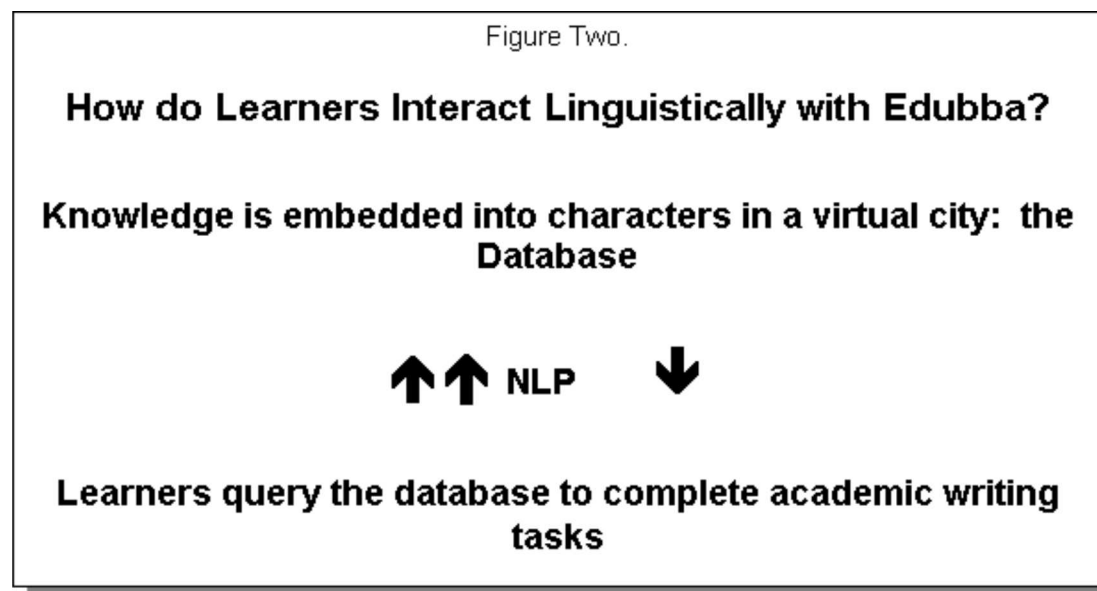 Figure Two.
How do Learners Interact Linguistically with Edubba?
Knowledge is embedded into characters in a virtual city: the
Database
↑↑ NLP ↓
Learners query the database to complete academic writing
tasks